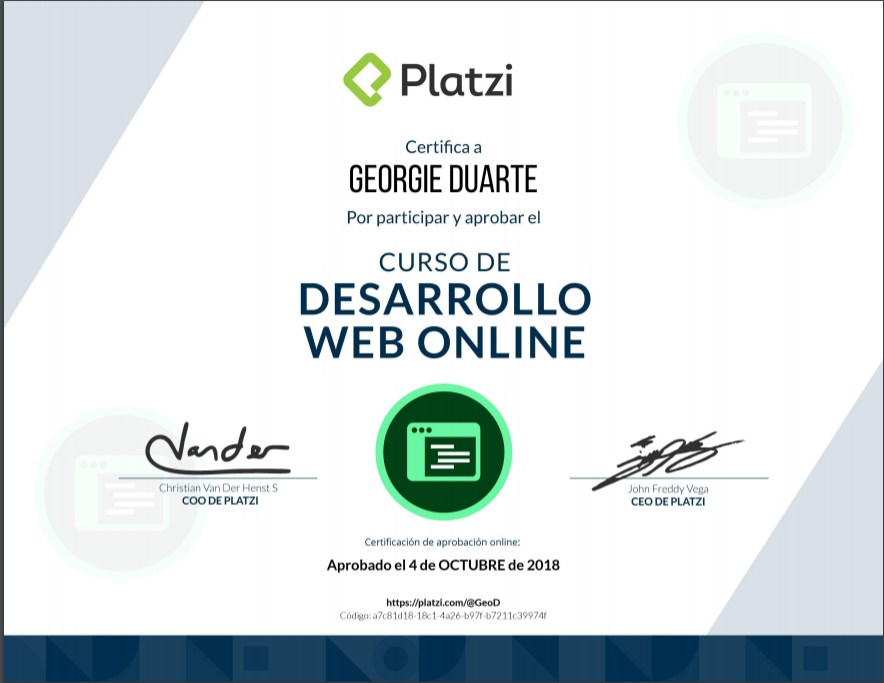 Platzi
Certifica a
GEORGIE DUARTE
Por participar y aprobar el
CURSO DE
DESARROLLO
WEB ONLINE
Vander
Christian Van Der Henst S
COO DE PLATZI
John Freddy Vega
CEO DE PLATZI
Certificación de aprobación online:
Aprobado el 4 de OCTUBRE de 2018
https://platzi.com/@GeoD
Código: a7c81d18-18c1-4a26-b97f-b7211c39974f